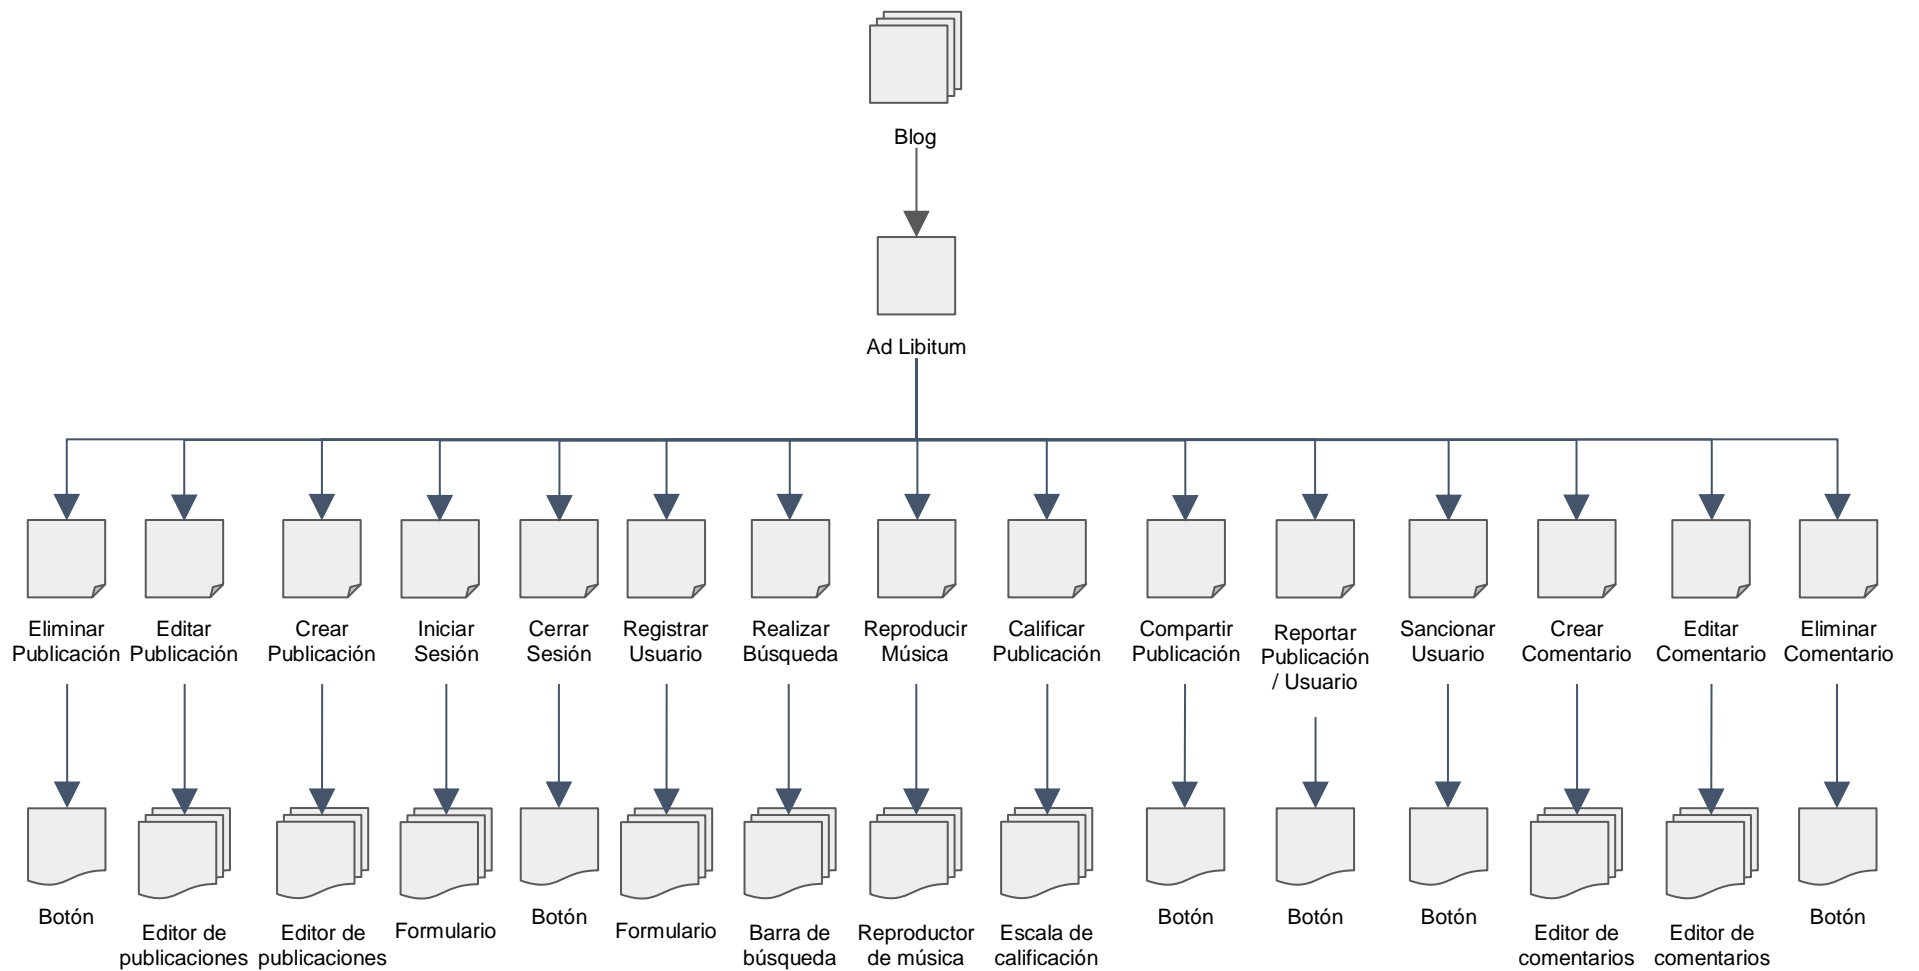 Blog
Ad Libitum
Eliminar
Publicación
Editar
Publicación
Crear
Publicación
Iniciar
Sesión
Cerrar
Sesión
Registrar
Usuario
Realizar
Búsqueda
Reproducir
Música
Calificar
Publicación
Compartir
Publicación
Reportar
Publicación
/ Usuario
Sancionar
Usuario
Crear
Comentario
Editar
Comentario
Eliminar
Comentario
Botón
Editor de
publicaciones
Editor de
publicaciones
Formulario
Botón
Formulario
Barra de
búsqueda
Reproductor
de música
Escala de
calificación
Botón
Botón
Botón
Editor de
comentarios
Editor de
comentarios
Botón